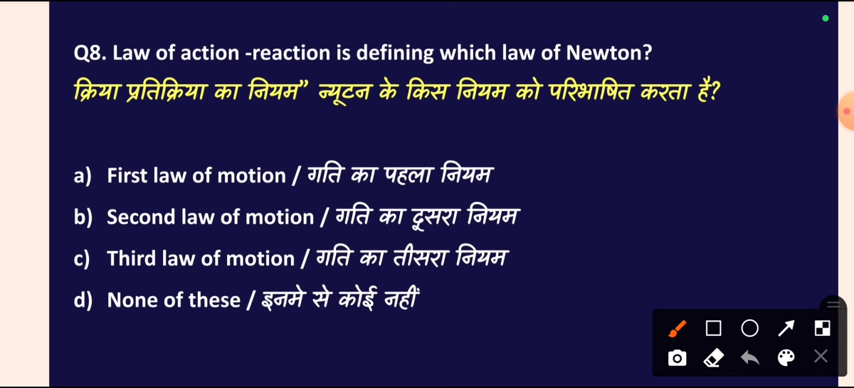 Q8. Law of action -reaction is defining which law of Newton?
क्रिया प्रतिक्रिया का नियम” न्यूटन के किस नियम को परिभाषित करता है?
a) First law of motion / गति का पहला नियम
b) Second law of motion / गति का दूसरा नियम
c) Third law of motion / गति का तीसरा नियम
d) None of these / इनमे से कोई नहीं